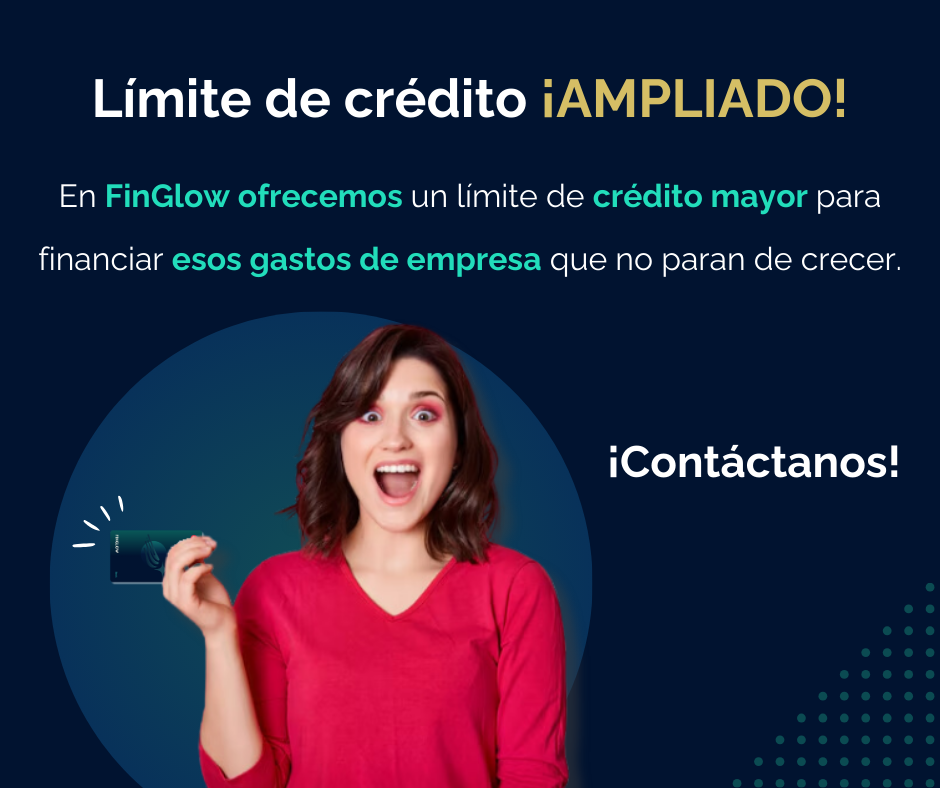 Límite de crédito ¡AMPLIADO!
En FinGlow ofrecemos un límite de crédito mayor para
financiar esos gastos de empresa que no paran de crecer.
¡Contáctanos!
FINGLOW